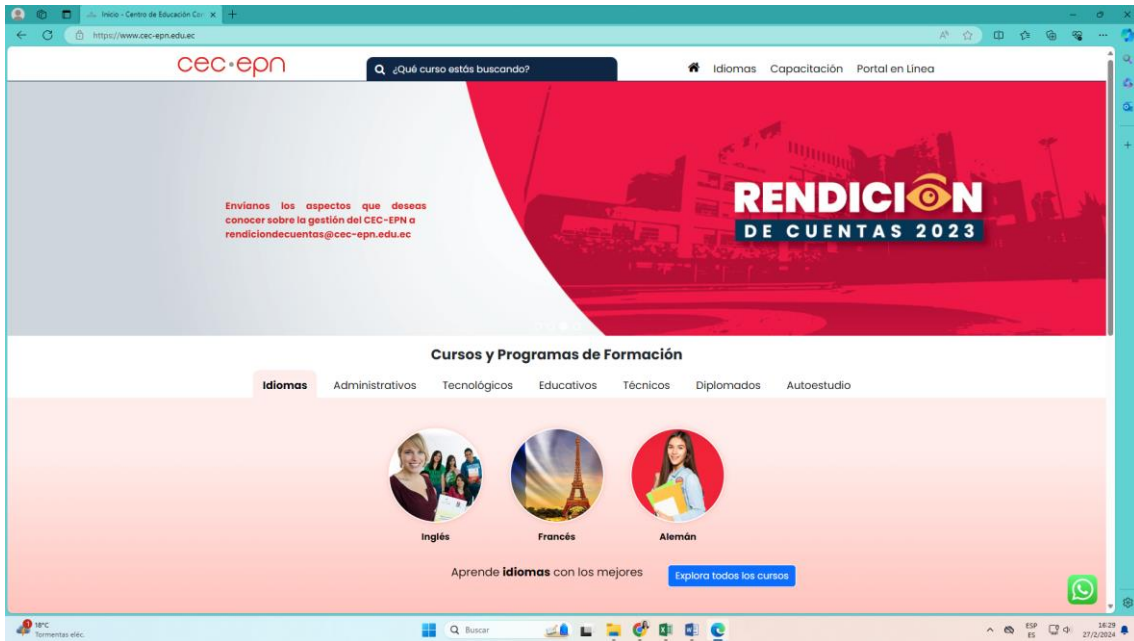 Inicio - Centro de Educación Con
https://www.cec-epn.edu.ec
cec-epn
¿Qué curso estás buscando?
Idiomas Capacitación Portal en Línea
Envíanos los aspectos que deseas
conocer sobre la gestión del CEC-EPN a
rendiciondecuentas@cec-epn.edu.ec
RENDICIÓN
DE CUENTAS 2023
Cursos y Programas de Formación
Idiomas Administrativos Tecnológicos Educativos Técnicos Diplomados Autoestudio
Inglés Francés Alemán
Aprende idiomas con los mejores Explora todos los cursos
18°C
Tormentas eléc.
Buscar
ESP
ES
16:29
27/2/2024